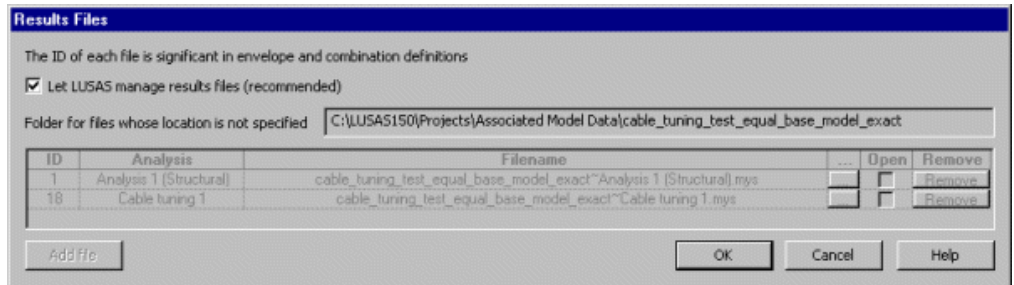 Results Files
The ID of each file is significant in envelope and combination definitions
Let LUSAS manage results files (recommended)
Folder for files whose location is not specified C:\LUSAS150\Projects\Associated Model Data\cable_tuning_test_equal_base_model_exact
ID Analysis Filename ... Open Remove
1 Analysis 1 (Structural) cable_tuning_test_equal_base_model_exact~Analysis 1 (Structural).mys ... Remove
18 Cable tuning 1 cable_tuning_test_equal_base_model_exact~Cable tuning 1.mys ... Remove
Add file OK Cancel Help